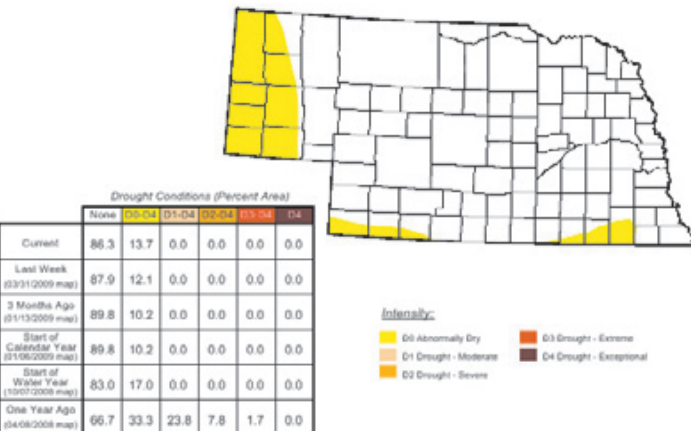 Drought Conditions (Percent Area)
None D0-D4 D1-D4 D2-D4 D3-D4 D4
Current 86.3 13.7 0.0 0.0 0.0 0.0
Last Week
(03/31/2009 map)
87.9 12.1 0.0 0.0 0.0 0.0
3 Months Ago
(01/13/2009 map)
89.8 10.2 0.0 0.0 0.0 0.0
Start of
Calendar Year
(01/06/2009 map)
89.8 10.2 0.0 0.0 0.0 0.0
Start of
Water Year
(10/07/2008 map)
83.0 17.0 0.0 0.0 0.0 0.0
One Year Ago
(04/08/2008 map)
66.7 33.3 23.8 7.8 1.7 0.0
Intensity:
D0 Abnormally Dry
D1 Drought - Moderate
D2 Drought - Severe
D3 Drought - Extreme
D4 Drought - Exceptional